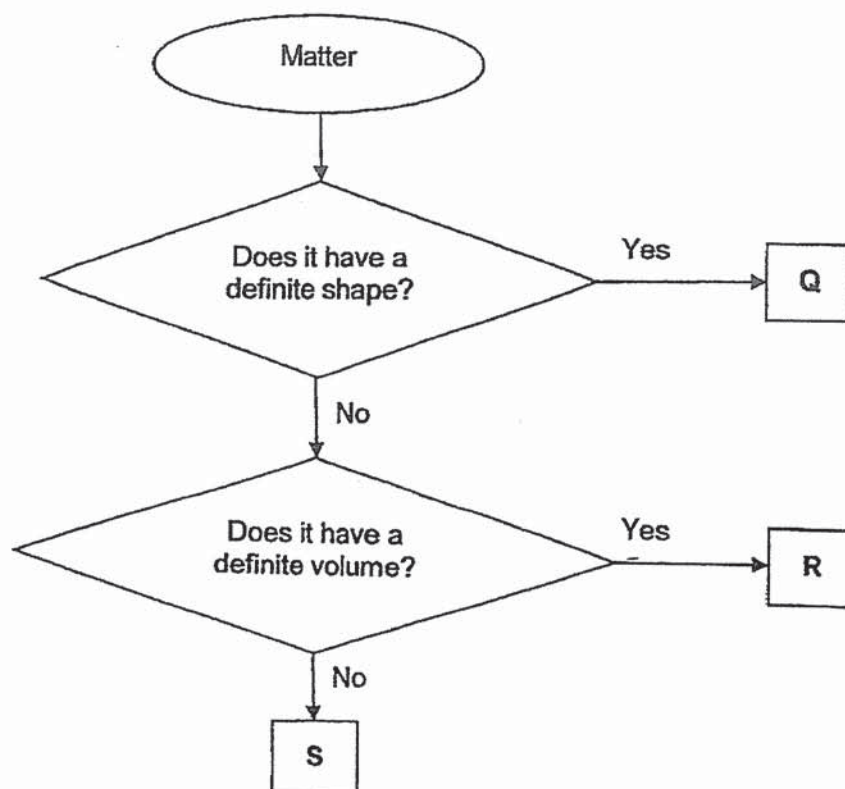 Matter
Does it have a
definite shape?
Yes
Q
No
Does it have a
definite volume?
Yes
R
No
S